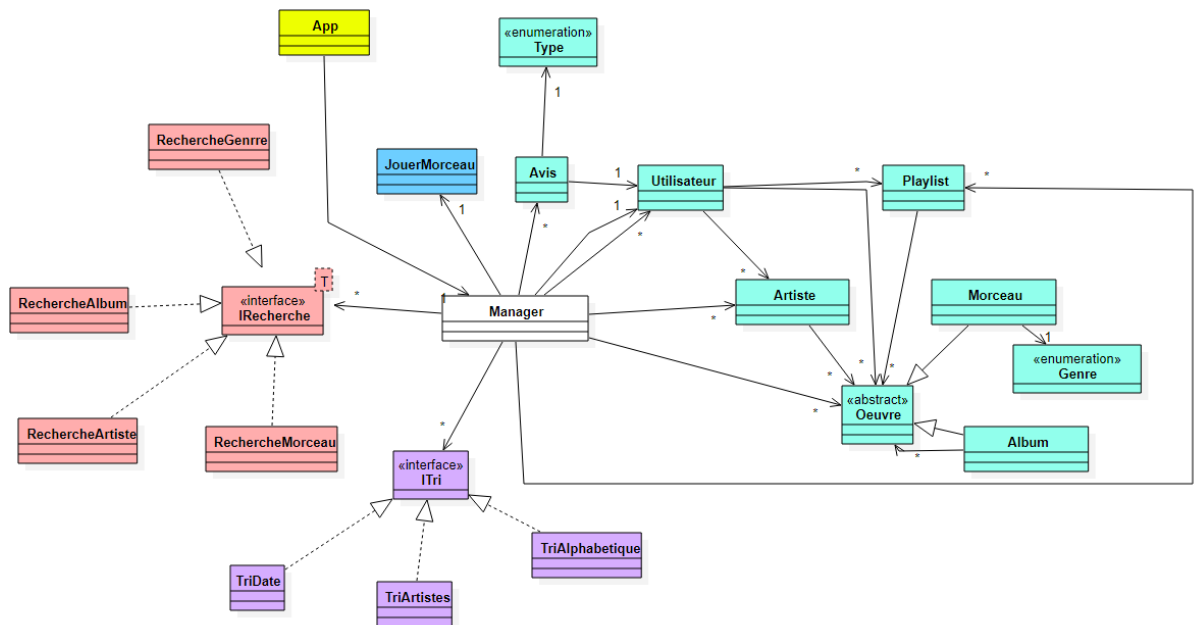 App
«enumeration»
Type
1
RechercheGenrre
JouerMorceau
1
Avis
1
Utilisateur
*
Playlist
*
*
1
*
RechercheAlbum
T
«interface»
IRecherche
*
1
Manager
*
Artiste
*
Morceau
1
«enumeration»
Genre
*
*
*
*
«abstract»
Oeuvre
*
Album
RechercheArtiste
RechercheMorceau
*
«interface»
ITri
TriAlphabetique
TriDate
TriArtistes